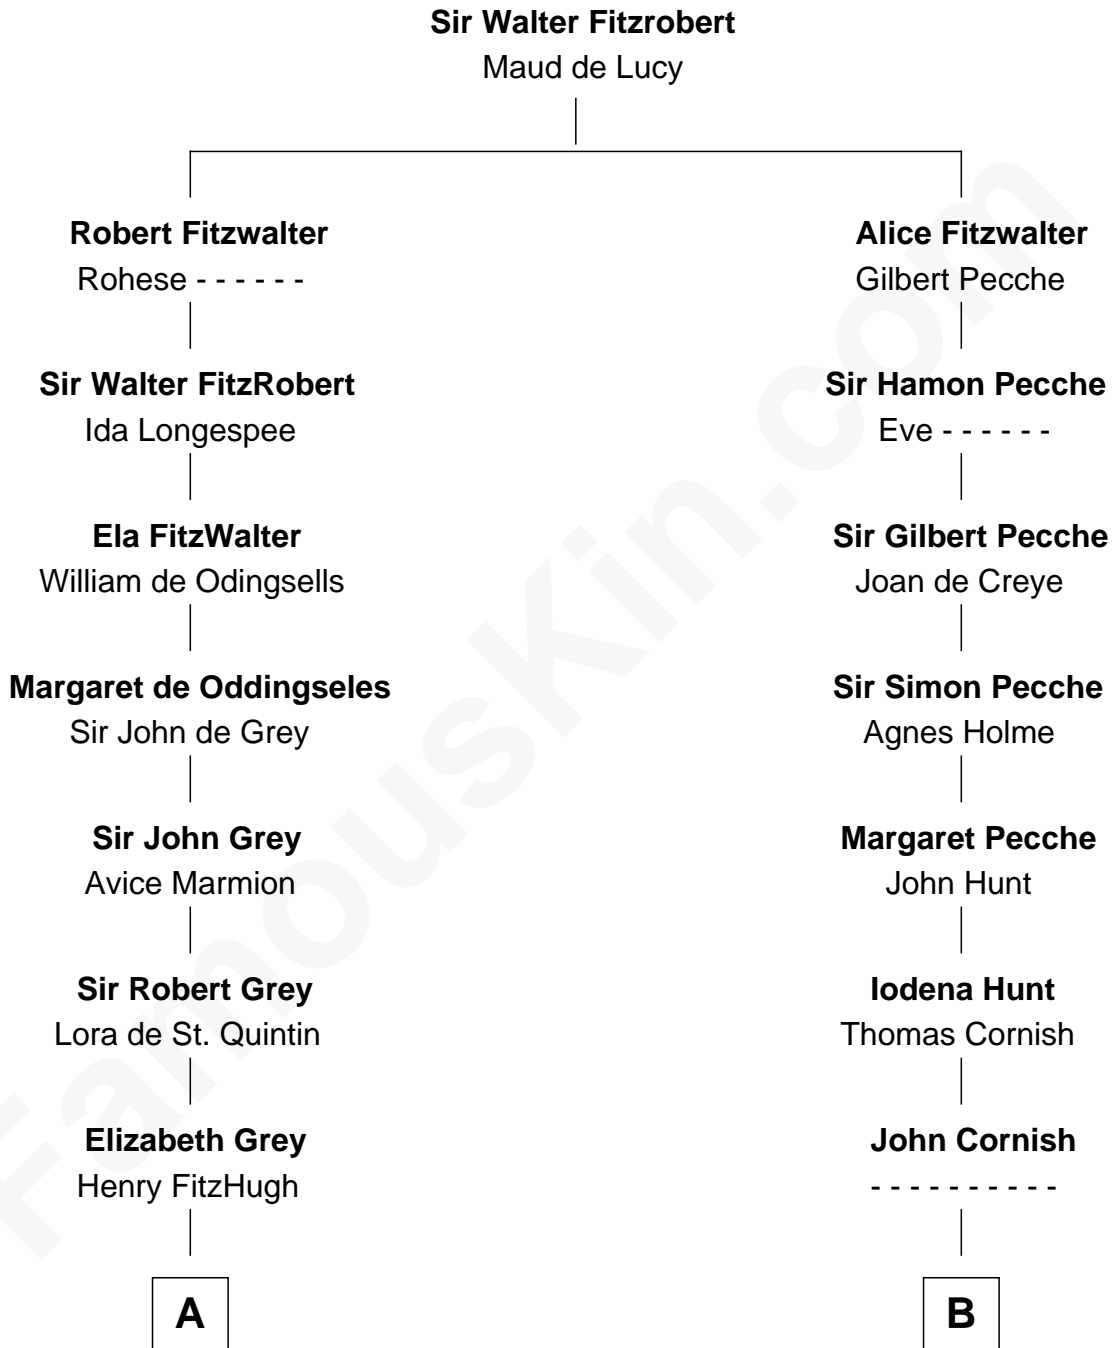 Sir Walter Fitzrobert
Maud de Lucy
Robert Fitzwalter
Rohese - - - - - -
Alice Fitzwalter
Gilbert Pecche
Sir Walter FitzRobert
Ida Longespee
Sir Hamon Pecche
Eve - - - - - -
Ela FitzWalter
William de Odingsells
Sir Gilbert Pecche
Joan de Creye
Margaret de Oddingseles
Sir John de Grey
Sir Simon Pecche
Agnes Holme
Sir John Grey
Avice Marmion
Margaret Pecche
John Hunt
Sir Robert Grey
Lora de St. Quintin
Iodena Hunt
Thomas Cornish
Elizabeth Grey
Henry FitzHugh
John Cornish
- - - - - - - - - -
A
B
FamousKin.com